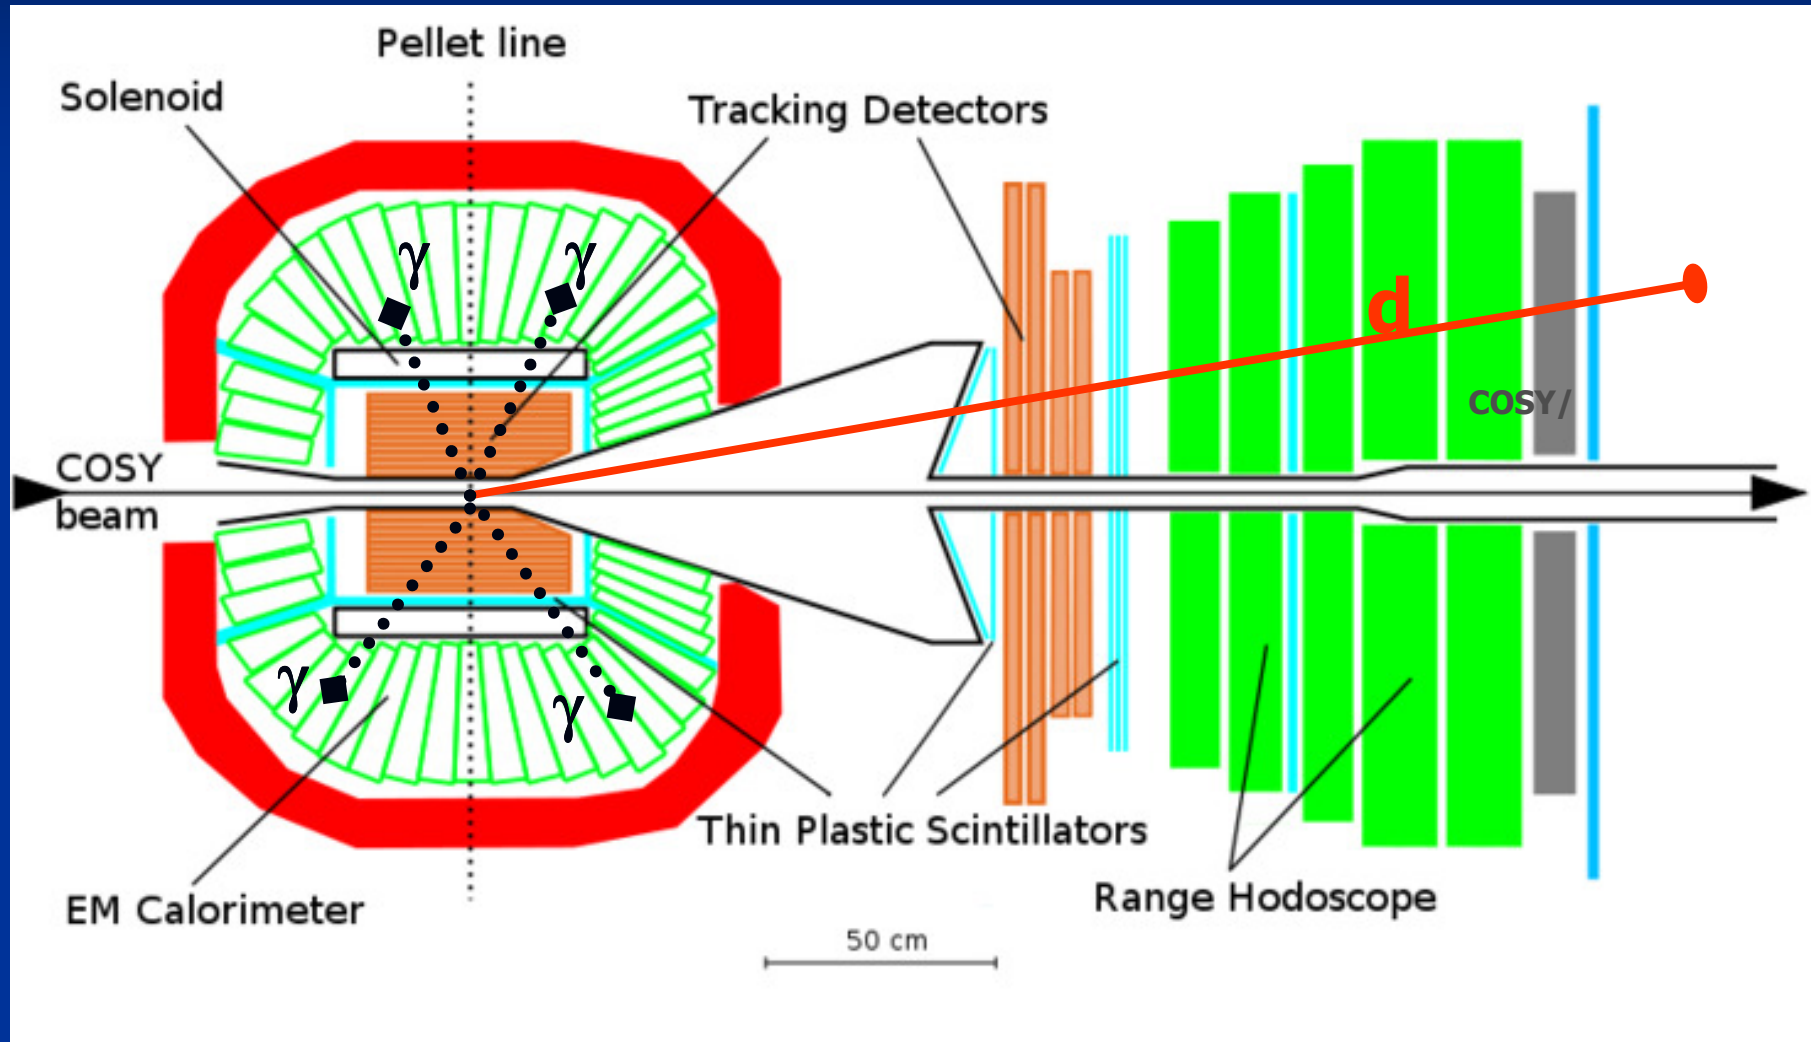 Pellet line
Solenoid
Tracking Detectors
γ
γ
d
COSY/
COSY
beam
γ
γ
Thin Plastic Scintillators
Range Hodoscope
EM Calorimeter
50 cm